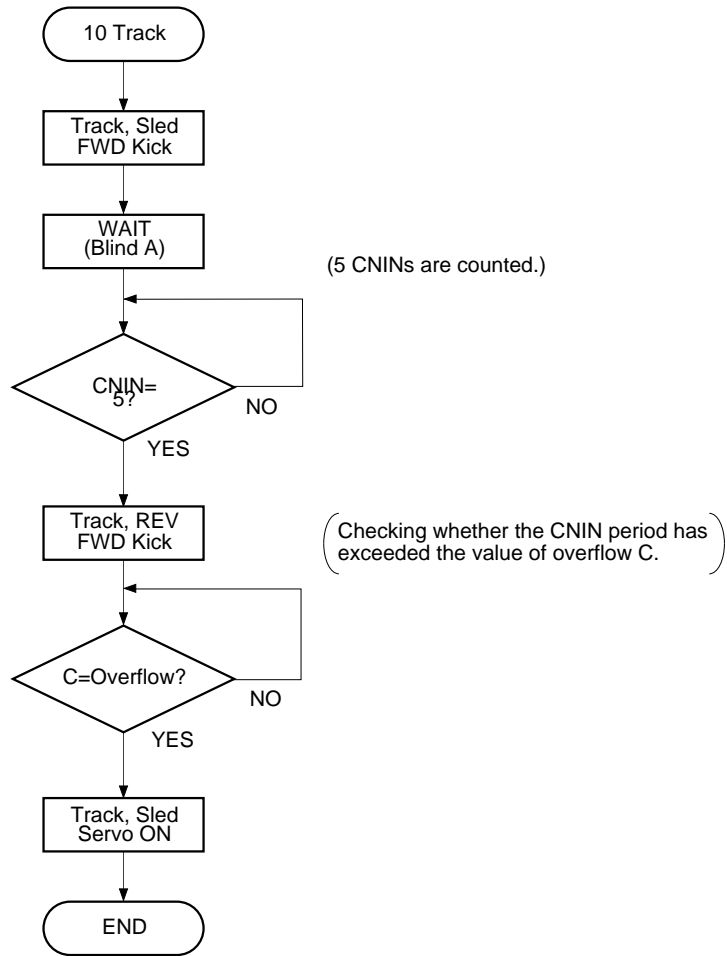 10 Track
Track, Sled
FWD Kick
WAIT
(Blind A)
(5 CNINs are counted.)
CNIN=
5?
NO
YES
Track, REV
FWD Kick
(Checking whether the CNIN period has
exceeded the value of overflow C.)
C=Overflow?
NO
YES
Track, Sled
Servo ON
END